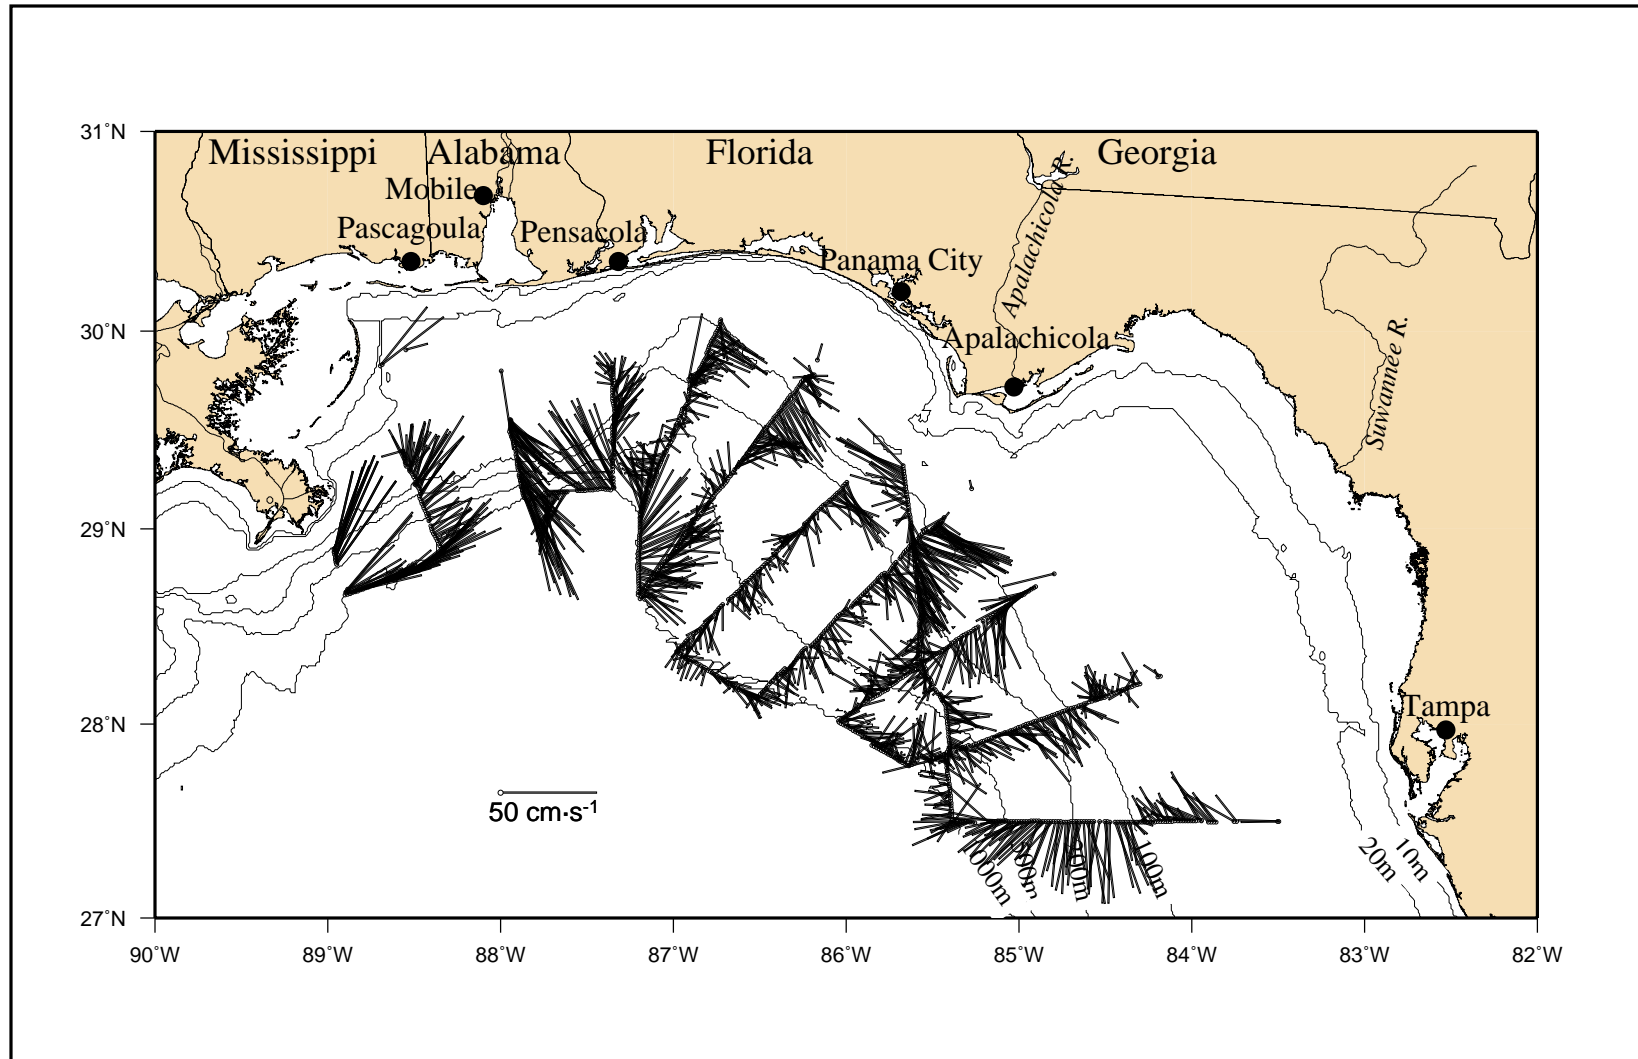 31˚N
Mississippi Alabama Florida Georgia
Mobile
Pascagoula Pensacola
Panama City
Apalachicola R.
30˚N
Apalachicola
Suwannee R.
29˚N
28˚N
Tampa
50 cm·s-1
100m
20m
10m
27˚N
90˚W 89˚W 88˚W 87˚W 86˚W 85˚W 84˚W 83˚W 82˚W